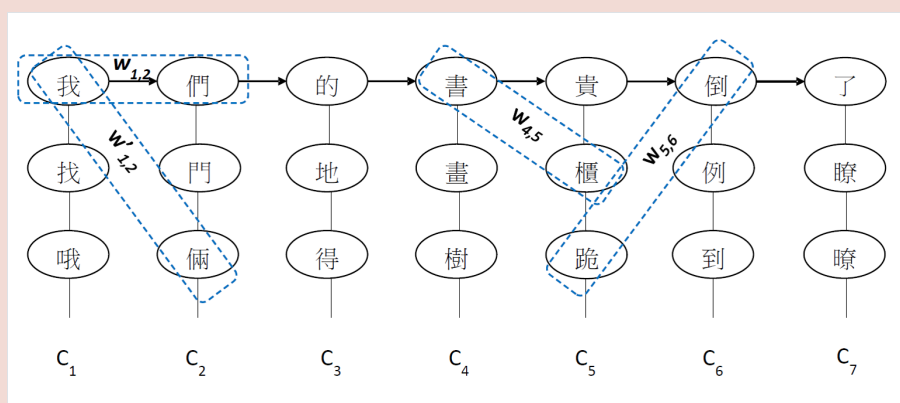 W1,2
我 們 的 書 貴 倒 了
W'1,2 W4,5 W5,6
找 門 地 畫 櫃 例 瞭
哦 倆 得 樹 跪 到 暸
C1 C2 C3 C4 C5 C6 C7